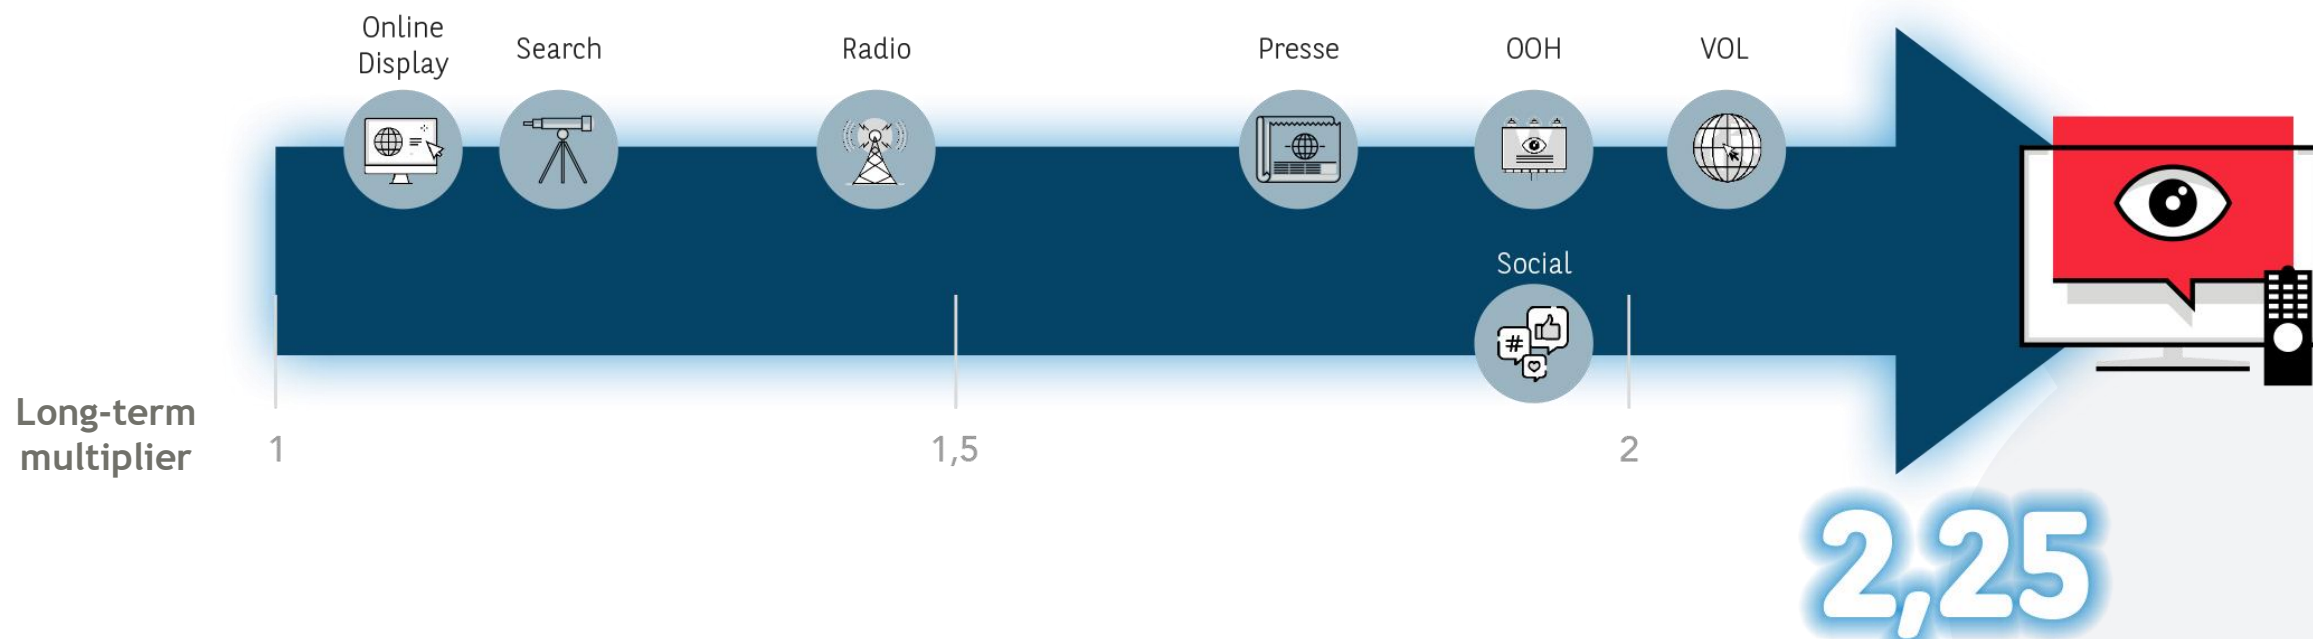 Online
Display
Search
Radio
Presse
OOH
VOL
Social
#
Long-term
multiplier
1
1,5
2
2,25